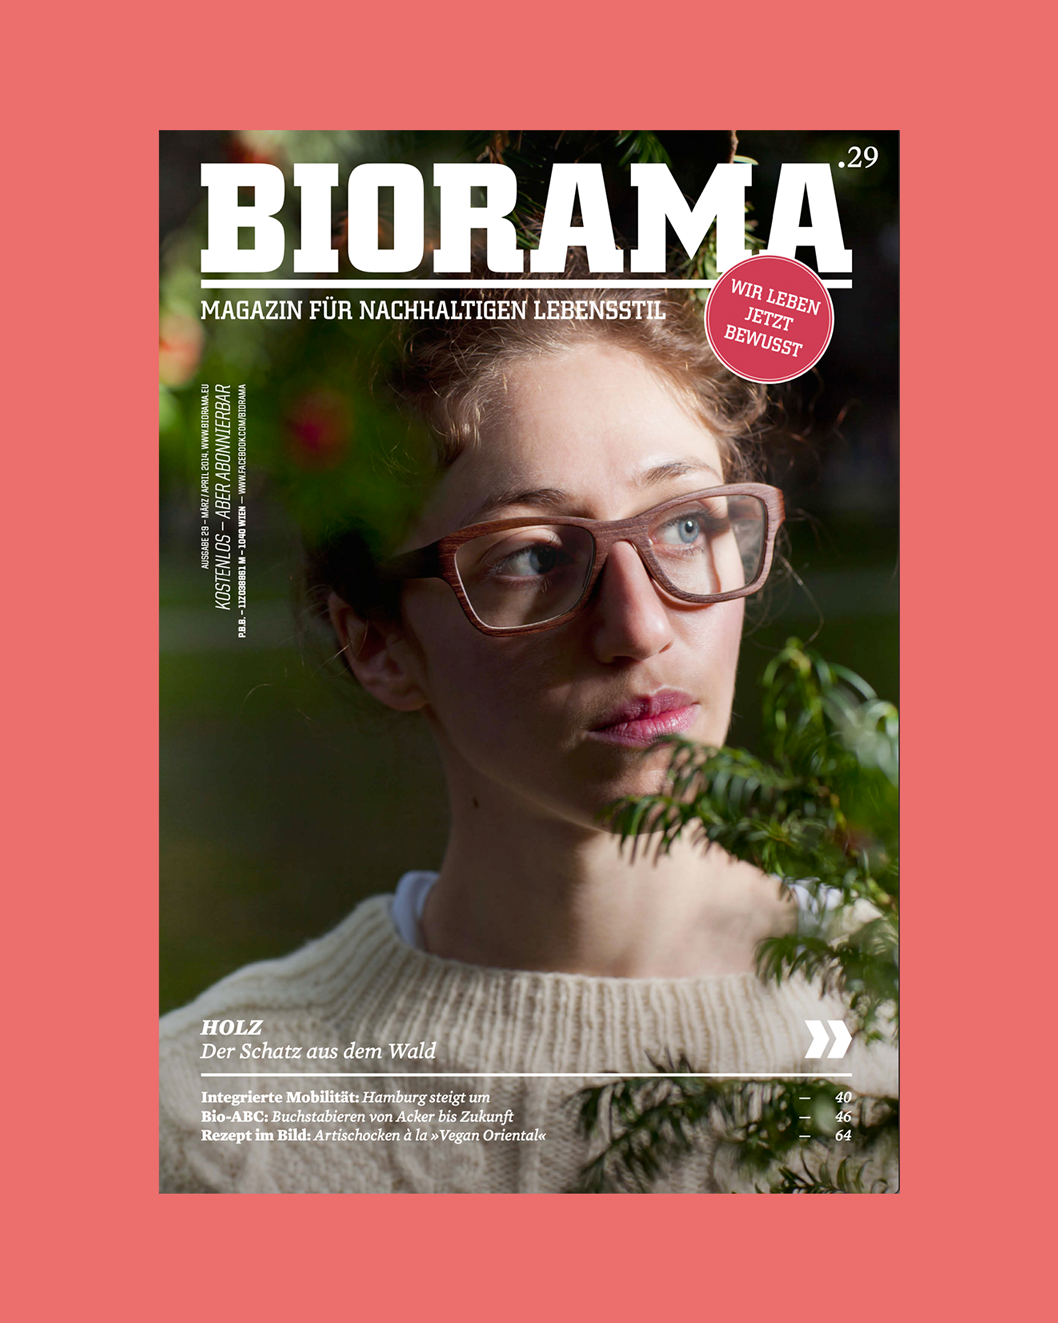 BIORAMA
.29
MAGAZIN FÜR NACHHALTIGEN LEBENSSTIL
WIR LEBEN
JETZT
BEWUSST
AUSGABE 29 – MÄRZ / APRIL 2014. WWW.BIORAMA.EU
KOSTENLOS – ABER ABONNIERBAR
P.B.B. – 11Z038861 M – 1040 WIEN — WWW.FACEBOOK.COM/BIORAMA
HOLZ
Der Schatz aus dem Wald
Integrierte Mobilität: Hamburg steigt um — 40
Bio-ABC: Buchstabieren von Acker bis Zukunft — 46
Rezept im Bild: Artischocken à la »Vegan Oriental« — 64